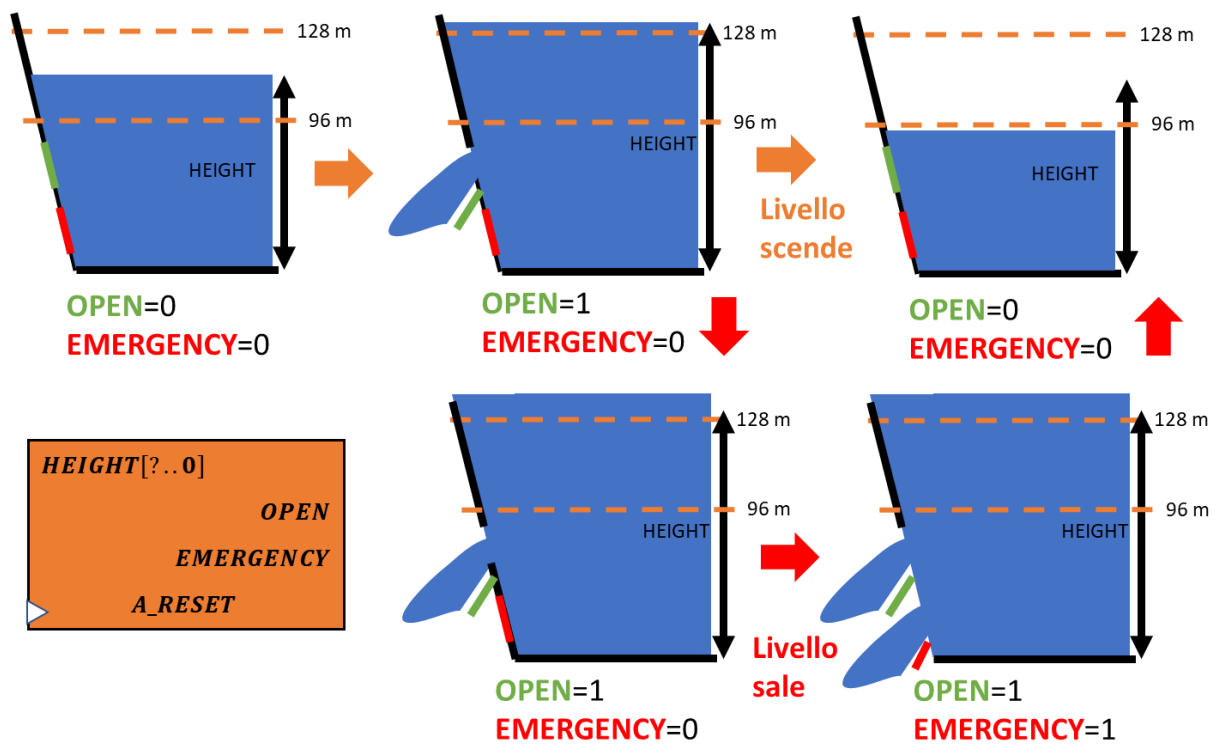 128 m
96 m
HEIGHT
OPEN=0
EMERGENCY=0
128 m
96 m
HEIGHT
OPEN=1
EMERGENCY=0
Livello
scende
128 m
96 m
HEIGHT
OPEN=0
EMERGENCY=0
HEIGHT[?..0]
OPEN
EMERGENCY
A_RESET
128 m
96 m
HEIGHT
OPEN=1
EMERGENCY=0
Livello
sale
128 m
96 m
HEIGHT
OPEN=1
EMERGENCY=1